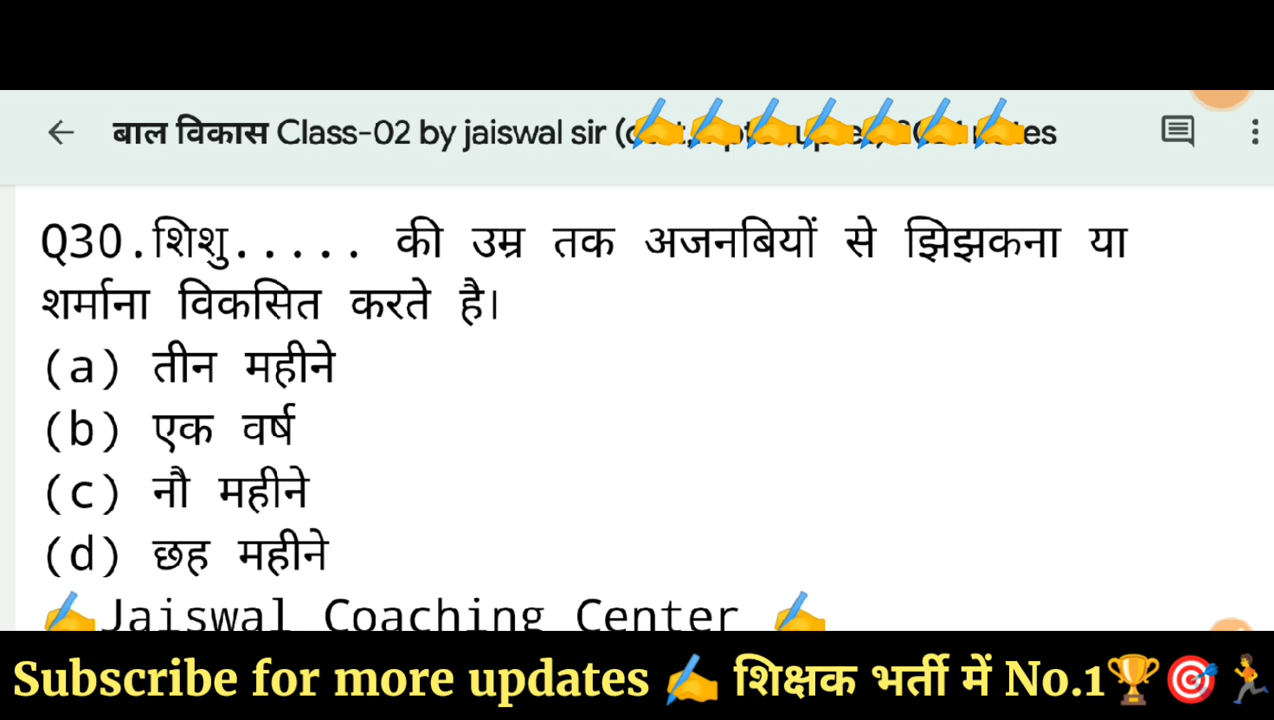 बाल विकास Class-02 by jaiswal sir (
Q30.शिशु..... की उम्र तक अजनबियों से झिझकना या
शर्माना विकसित करते है।
(a) तीन महीने
(b) एक वर्ष
(c) नौ महीने
(d) छह महीने
✍Jaiswal Coaching Center ✍
Subscribe for more updates ✍ शिक्षक भर्ती में No.1🏆🎯🏃